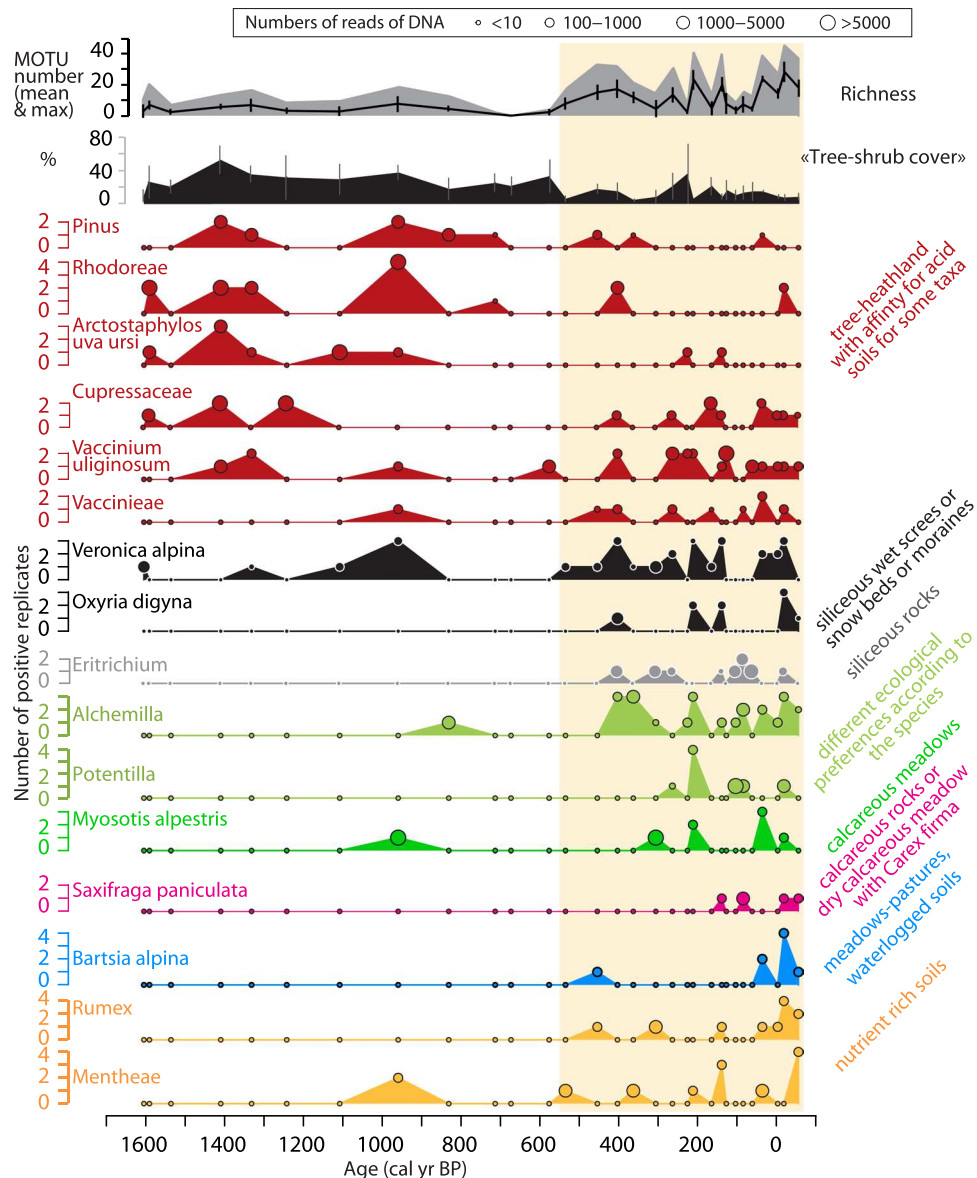 Numbers of reads of DNA <10 100−1000 1000−5000 >5000
MOTU
number
(mean
& max)
40
20
0
Richness
%
80
40
0
«Tree-shrub cover»
Number of positive replicates
2
0
Pinus
4
2
0
Rhodoreae
2
0
Arctostaphylos
uva ursi
2
0
Cupressaceae
2
0
Vaccinium
uliginosum
2
0
Vaccinieae
tree-heathland
with affinity for acid
soils for some taxa
2
0
Veronica alpina
2
0
Oxyria digyna
siliceous wet screes or
snow beds or moraines
2
0
Eritrichium
siliceous rocks
2
0
Alchemilla
4
2
0
Potentilla
different ecological
preferences according to
the species
2
0
Myosotis alpestris
calcareous meadows
2
0
Saxifraga paniculata
calcareous rocks or
dry calcareous meadow
with Carex firma
4
2
0
Bartsia alpina
meadows-pastures,
waterlogged soils
4
2
0
Rumex
4
2
0
Mentheae
nutrient rich soils
1600 1400 1200 1000 800 600 400 200 0
Age (cal yr BP)